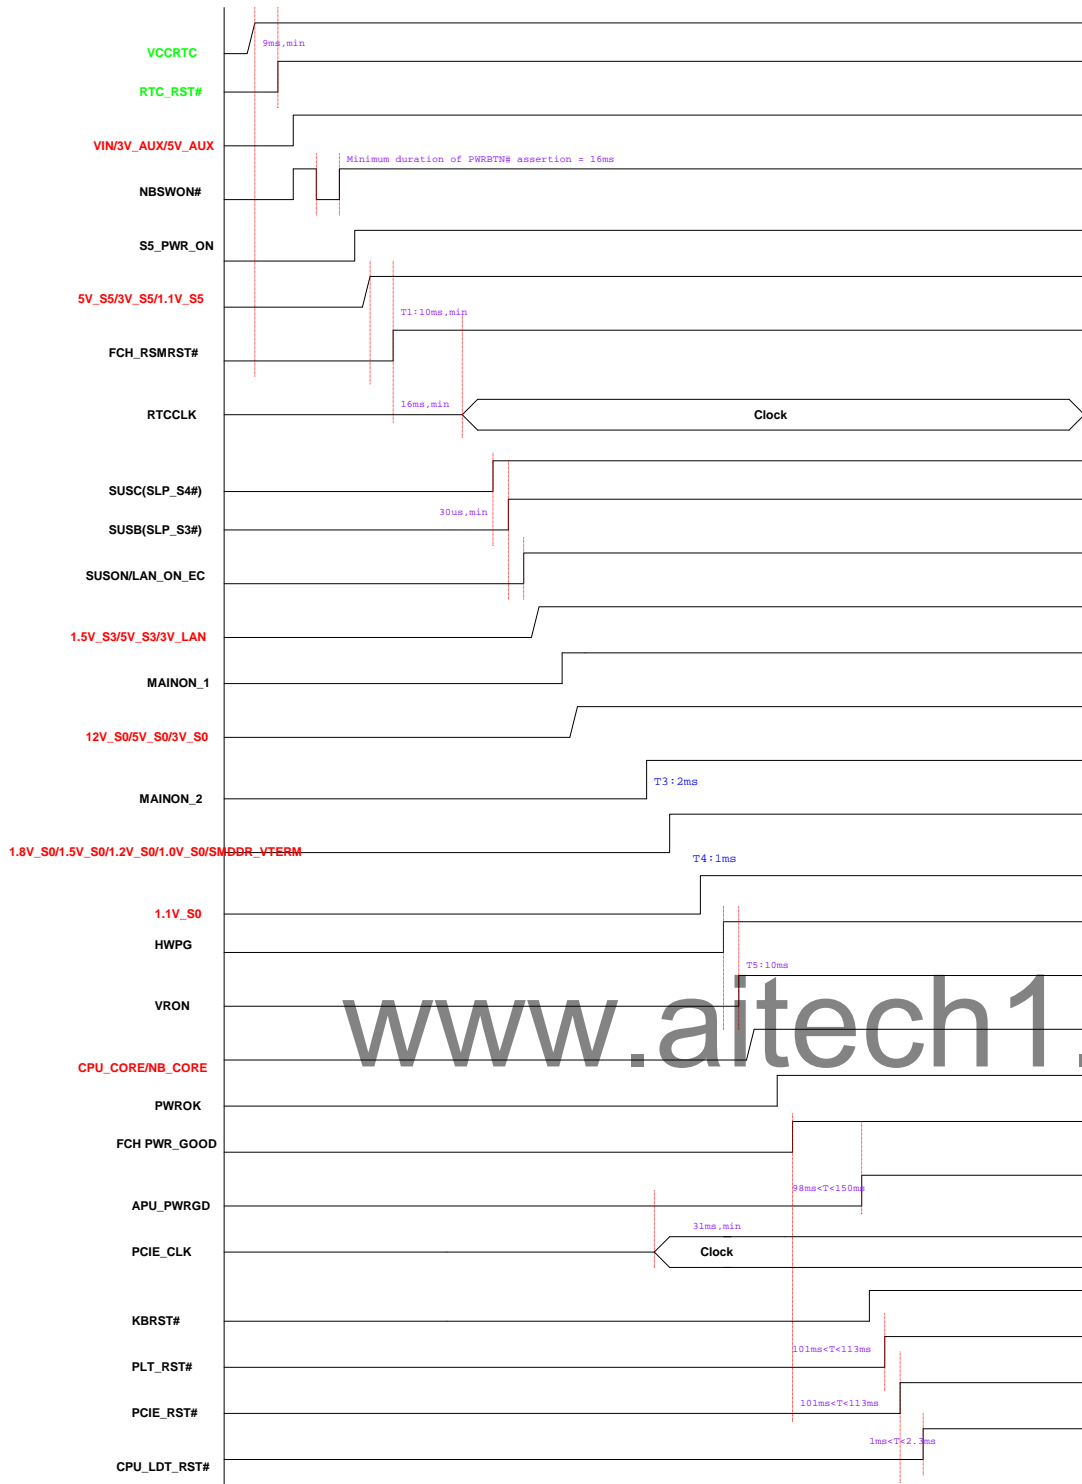 VCCRTC
9ms,min
RTC_RST#
VIN/3V_AUX/5V_AUX
Minimum duration of PWRBTN# assertion = 16ms
NBSWON#
S5_PWR_ON
5V_S5/3V_S5/1.1V_S5
T1:10ms,min
FCH_RSMRST#
16ms,min
RTCCLK
Clock
SUSC(SLP_S4#)
30us,min
SUSB(SLP_S3#)
SUSON/LAN_ON_EC
1.5V_S3/5V_S3/3V_LAN
MAINON_1
12V_S0/5V_S0/3V_S0
T3:2ms
MAINON_2
1.8V_S0/1.5V_S0/1.2V_S0/1.0V_S0/SMDDR_VTERM
T4:1ms
1.1V_S0
HWPG
T5:10ms
VRON
www.aitech1.
CPU_CORE/NB_CORE
PWROK
FCH PWR_GOOD
98ms<T<150ms
APU_PWRGD
31ms,min
PCIE_CLK
Clock
KBRST#
101ms<T<113ms
PLT_RST#
101ms<T<113ms
PCIE_RST#
1ms<T<2.3ms
CPU_LDT_RST#